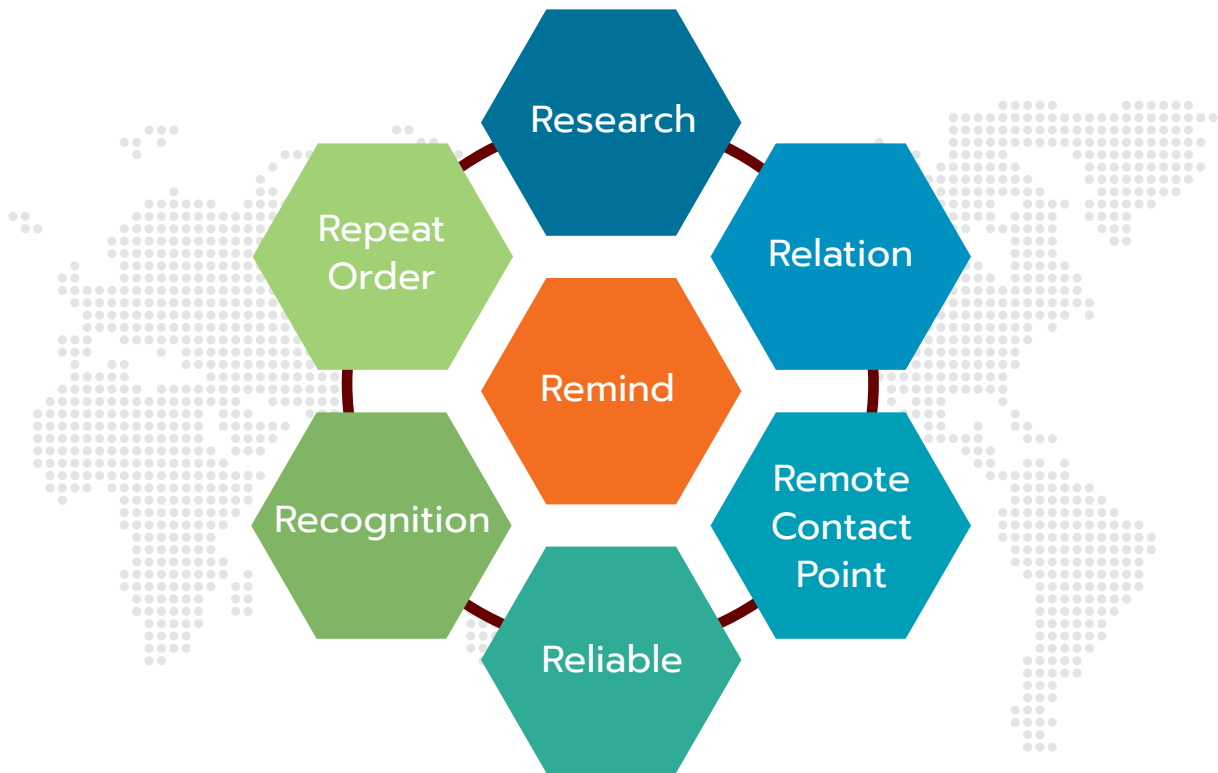 Research
Relation
Remote
Contact
Point
Reliable
Recognition
Repeat
Order
Remind